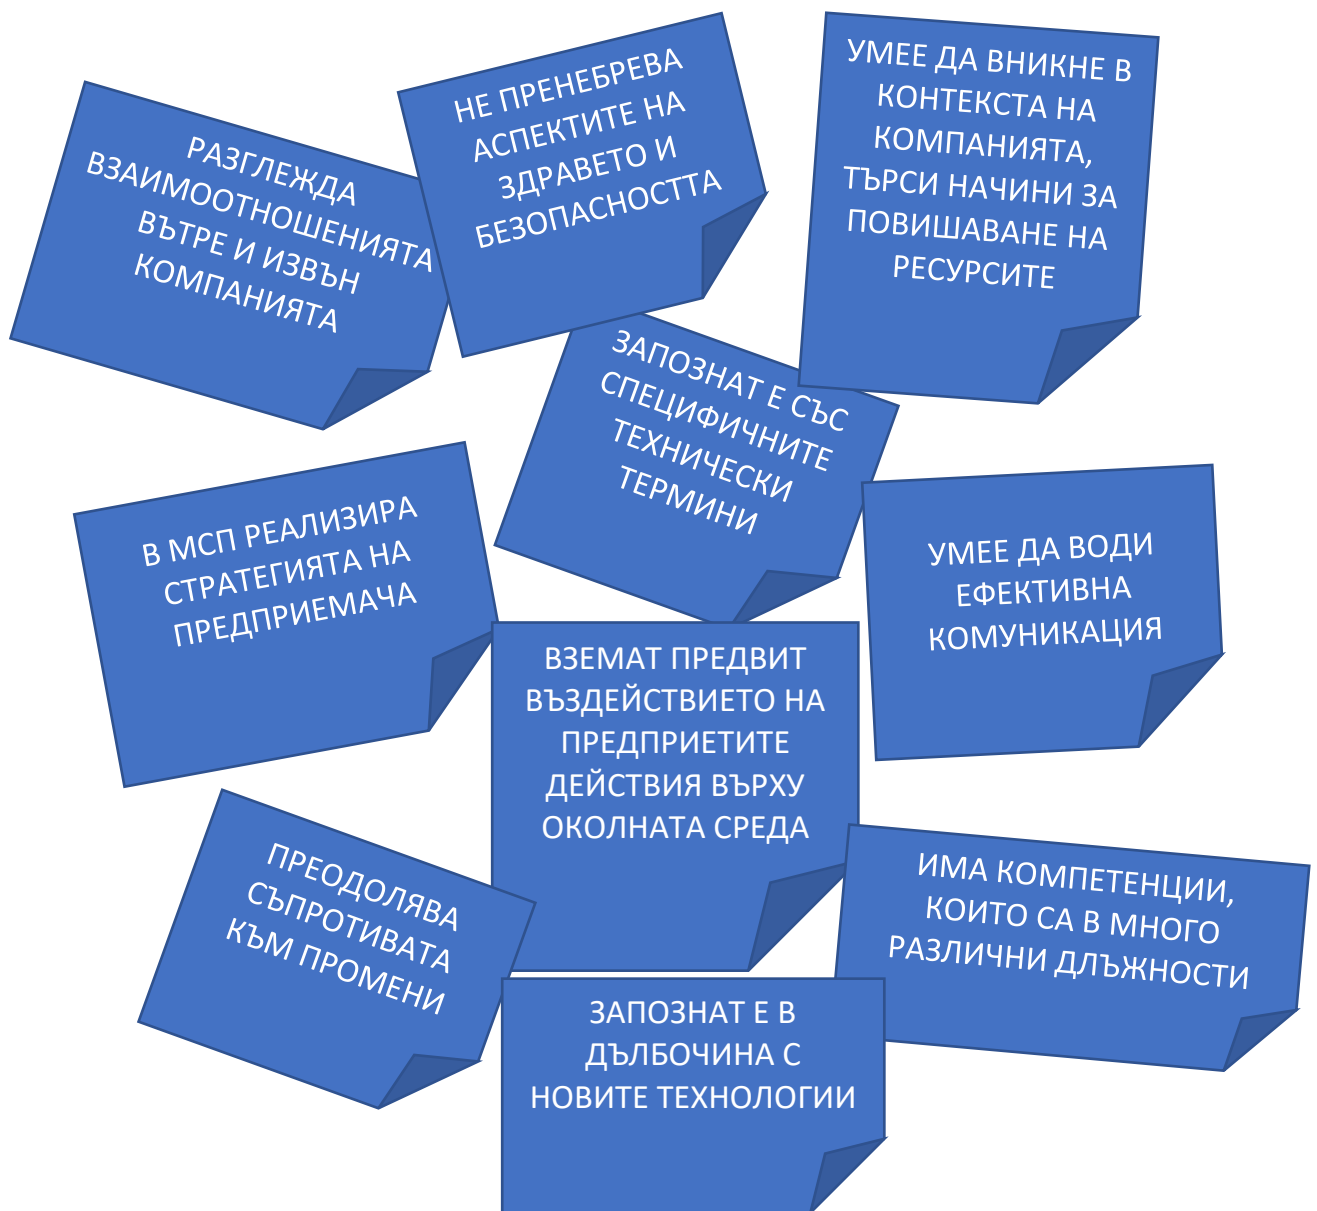 РАЗГЛЕЖДА
ВЗАИМООТНОШЕНИЯТА
ВЪТРЕ И ИЗВЪН
КОМПАНИЯТА
НЕ ПРЕНЕБРЕВА
АСПЕКТИТЕ НА
ЗДРАВЕТО И
БЕЗОПАСНОСТТА
УМЕЕ ДА ВНИКНЕ В
КОНТЕКСТА НА
КОМПАНИЯТА,
ТЪРСИ НАЧИНИ ЗА
ПОВИШАВАНЕ НА
РЕСУРСИТЕ
ЗАПОЗНАТ Е СЪС
СПЕЦИФИЧНИТЕ
ТЕХНИЧЕСКИ
ТЕРМИНИ
В МСП РЕАЛИЗИРА
СТРАТЕГИЯТА НА
ПРЕДПРИЕМАЧА
УМЕЕ ДА ВОДИ
ЕФЕКТИВНА
КОМУНИКАЦИЯ
ВЗЕМАТ ПРЕДВИТ
ВЪЗДЕЙСТВИЕТО НА
ПРЕДПРИЕТИТЕ
ДЕЙСТВИЯ ВЪРХУ
ОКОЛНАТА СРЕДА
ПРЕОДОЛЯВА
СЪПРОТИВАТА
КЪМ ПРОМЕНИ
ИМА КОМПЕТЕНЦИИ,
КОИТО СА В МНОГО
РАЗЛИЧНИ ДЛЪЖНОСТИ
ЗАПОЗНАТ Е В
ДЪЛБОЧИНА С
НОВИТЕ ТЕХНОЛОГИИ